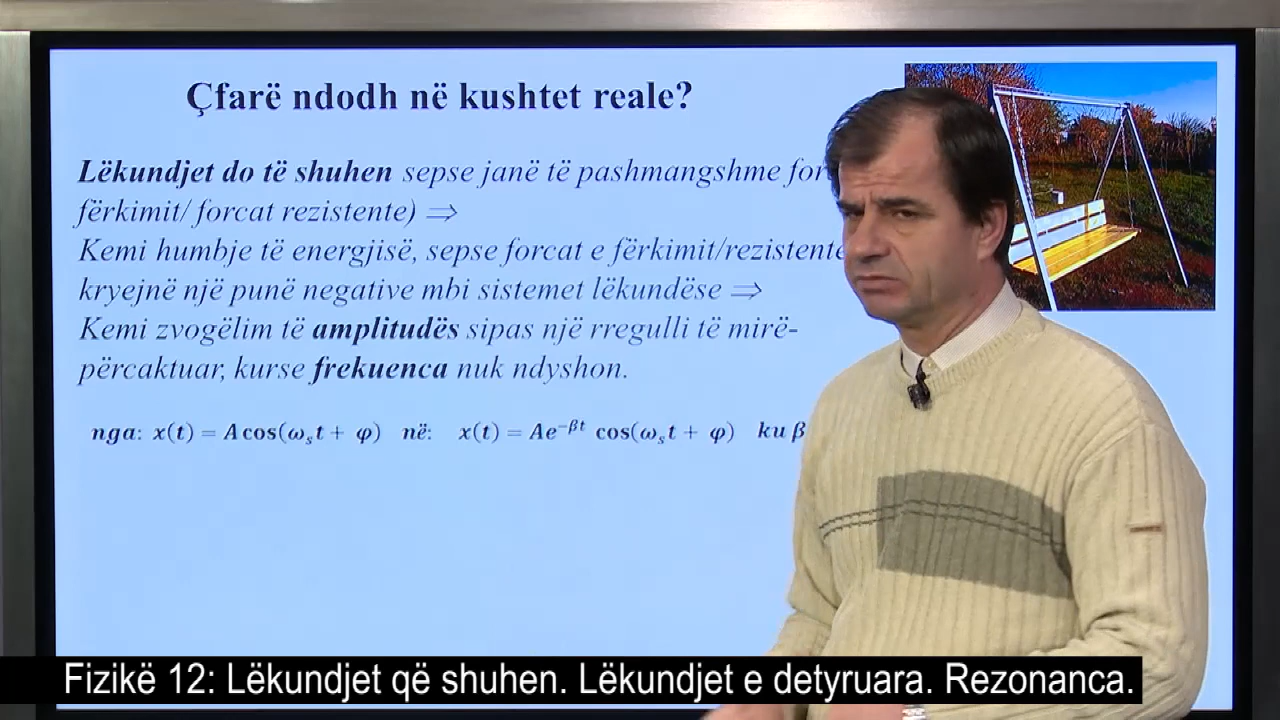 Çfarë ndodh në kushtet reale?
Lëkundjet do të shuhen sepse janë të pashmangshme
fërkimit/ forcat rezistente) ⇒
Kemi humbje të energjisë, sepse forcat e fërkimit/rezistente
kryejnë një punë negative mbi sistemet lëkundëse ⇒
Kemi zvogëlim të amplitudës sipas një rregulli të mirë-
përcaktuar, kurse frekuenca nuk ndyshon.
nga: x(t) = A cos(ωₛt + φ) në: x(t) = Ae^{−βt} cos(ωₛt + φ) ku β
Fizikë 12: Lëkundjet që shuhen. Lëkundjet e detyruara. Rezonanca.